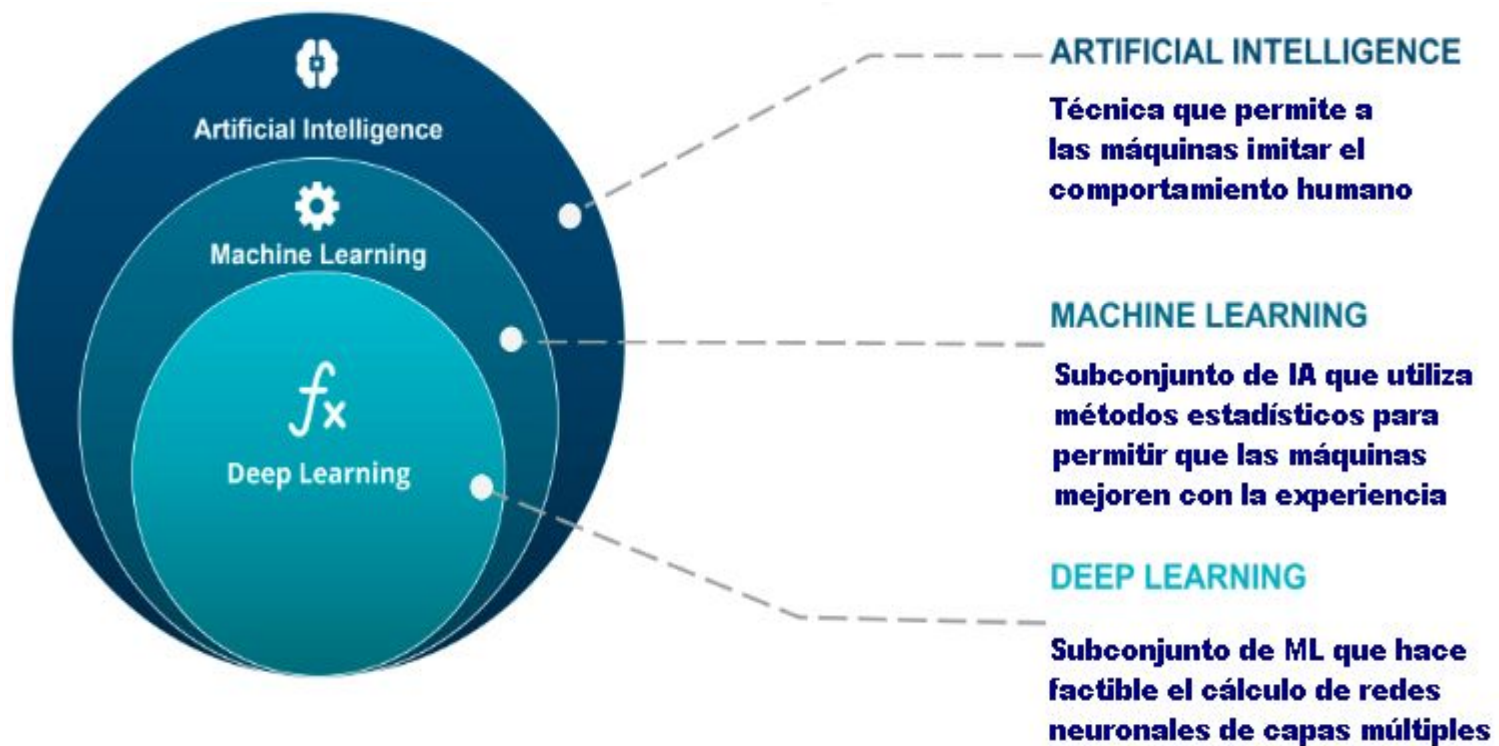 Artificial Intelligence
Machine Learning
fx
Deep Learning
ARTIFICIAL INTELLIGENCE
Técnica que permite a
las máquinas imitar el
comportamiento humano
MACHINE LEARNING
Subconjunto de IA que utiliza
métodos estadísticos para
permitir que las máquinas
mejoren con la experiencia
DEEP LEARNING
Subconjunto de ML que hace
factible el cálculo de redes
neuronales de capas múltiples